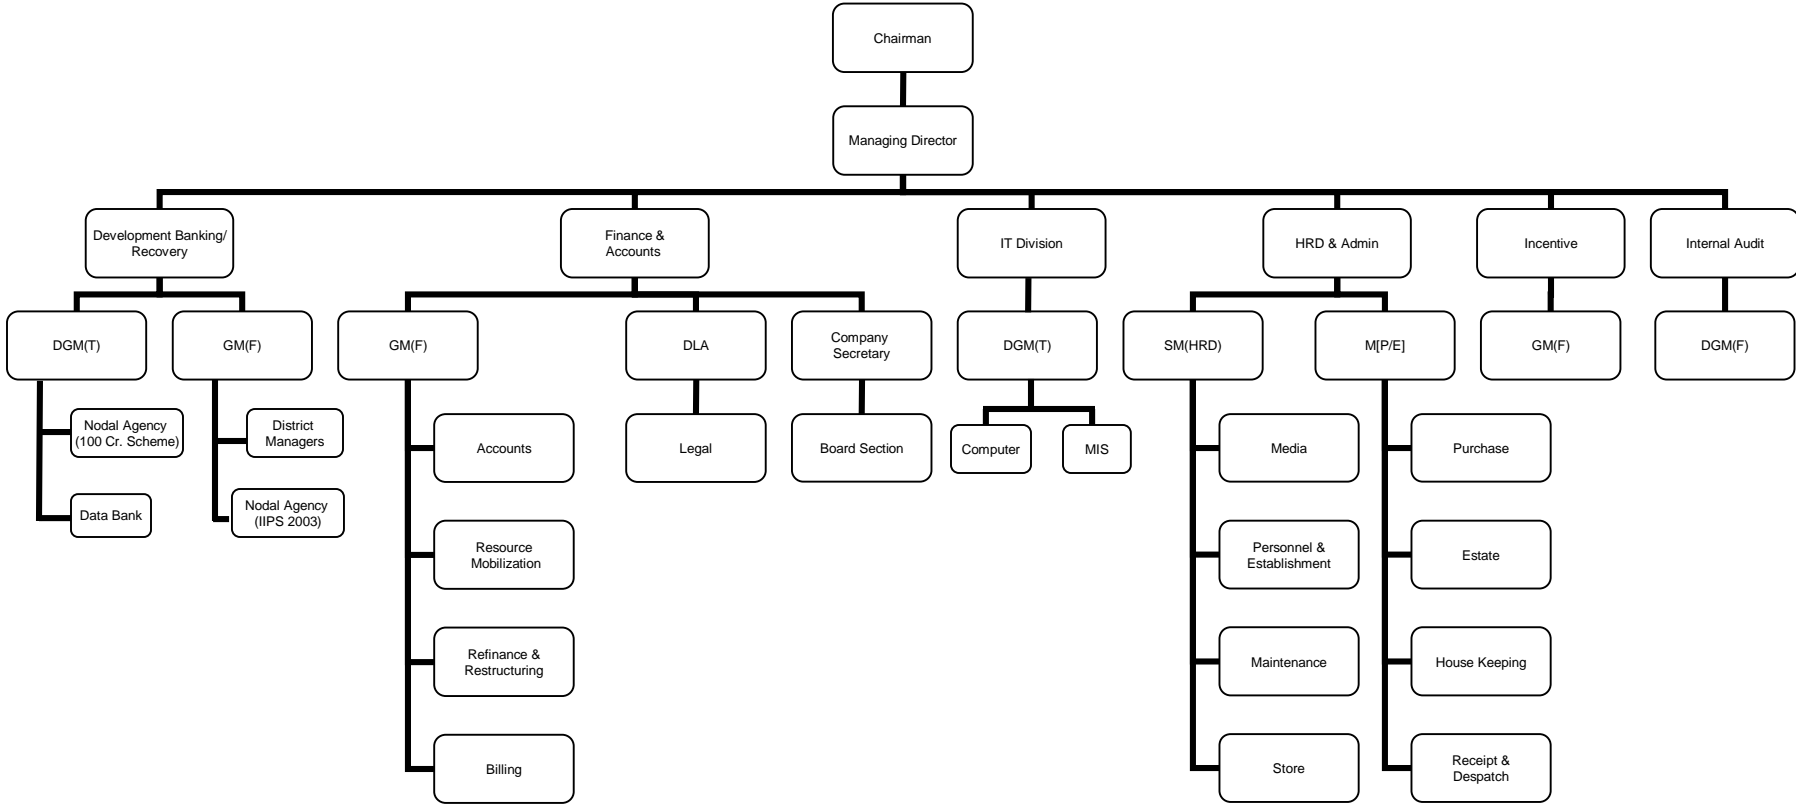 Chairman
Managing Director
Development Banking/
Recovery
Finance &
Accounts
IT Division
HRD & Admin
Incentive
Internal Audit
DGM(T)
GM(F)
GM(F)
DLA
Company
Secretary
DGM(T)
SM(HRD)
M[P/E]
GM(F)
DGM(F)
Nodal Agency
(100 Cr. Scheme)
District
Managers
Accounts
Legal
Board Section
Computer
MIS
Media
Purchase
Data Bank
Nodal Agency
(IIPS 2003)
Resource
Mobilization
Personnel &
Establishment
Estate
Refinance &
Restructuring
Maintenance
House Keeping
Billing
Store
Receipt &
Despatch